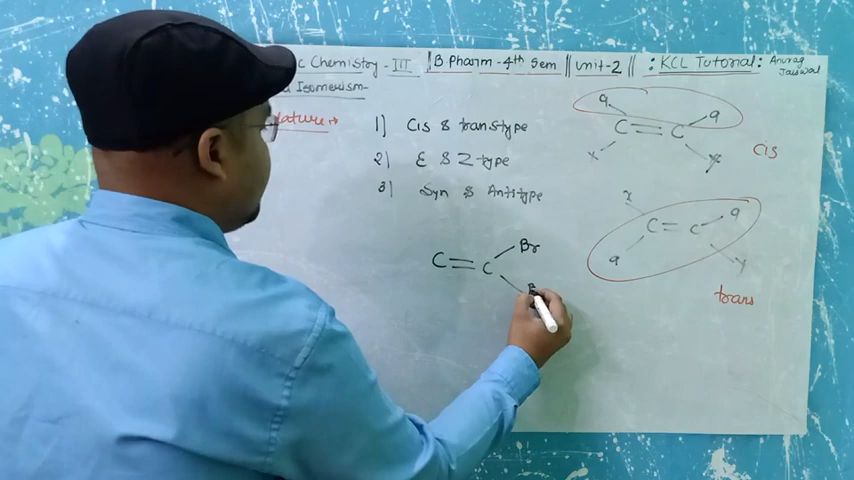 c Chemistry - III || B Pharm - 4th Sem || Unit-2 || : KCL Tutorial : Anurag Jaiswal
Isomerism-
ature →
1] Cis & trans type
2] E & Z type
3] Syn & Anti type
a a
C = C
x y
cis
x a
C = C
a y
trans
C = C
Br